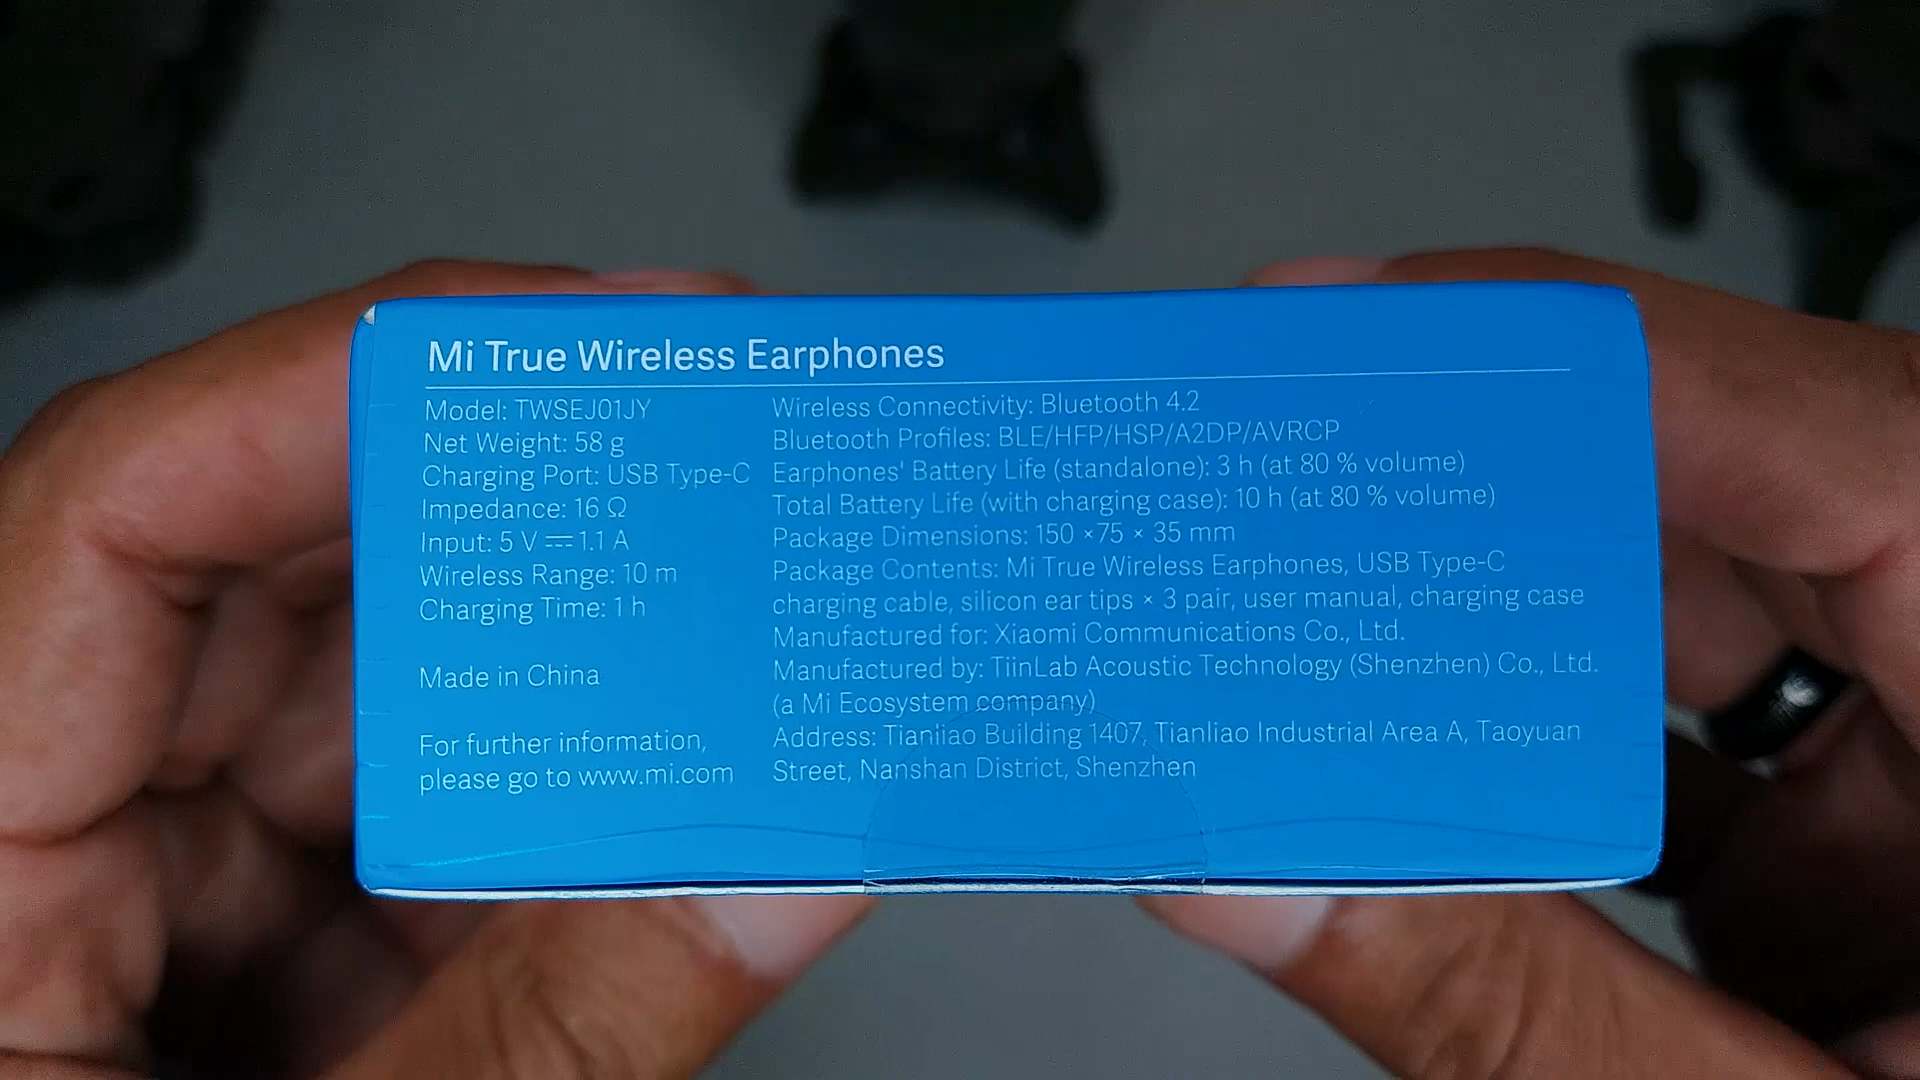 Mi True Wireless Earphones
Model: TWSEJ01JY
Net Weight: 58 g
Charging Port: USB Type-C
Impedance: 16 Ω
Input: 5 V ⎓ 1.1 A
Wireless Range: 10 m
Charging Time: 1 h
Made in China
For further information,
please go to www.mi.com
Wireless Connectivity: Bluetooth 4.2
Bluetooth Profiles: BLE/HFP/HSP/A2DP/AVRCP
Earphones' Battery Life (standalone): 3 h (at 80 % volume)
Total Battery Life (with charging case): 10 h (at 80 % volume)
Package Dimensions: 150 ×75 × 35 mm
Package Contents: Mi True Wireless Earphones, USB Type-C
charging cable, silicon ear tips × 3 pair, user manual, charging case
Manufactured for: Xiaomi Communications Co., Ltd.
Manufactured by: TiinLab Acoustic Technology (Shenzhen) Co., Ltd.
(a Mi Ecosystem company)
Address: Tianiiao Building 1407, Tianliao Industrial Area A, Taoyuan
Street, Nanshan District, Shenzhen